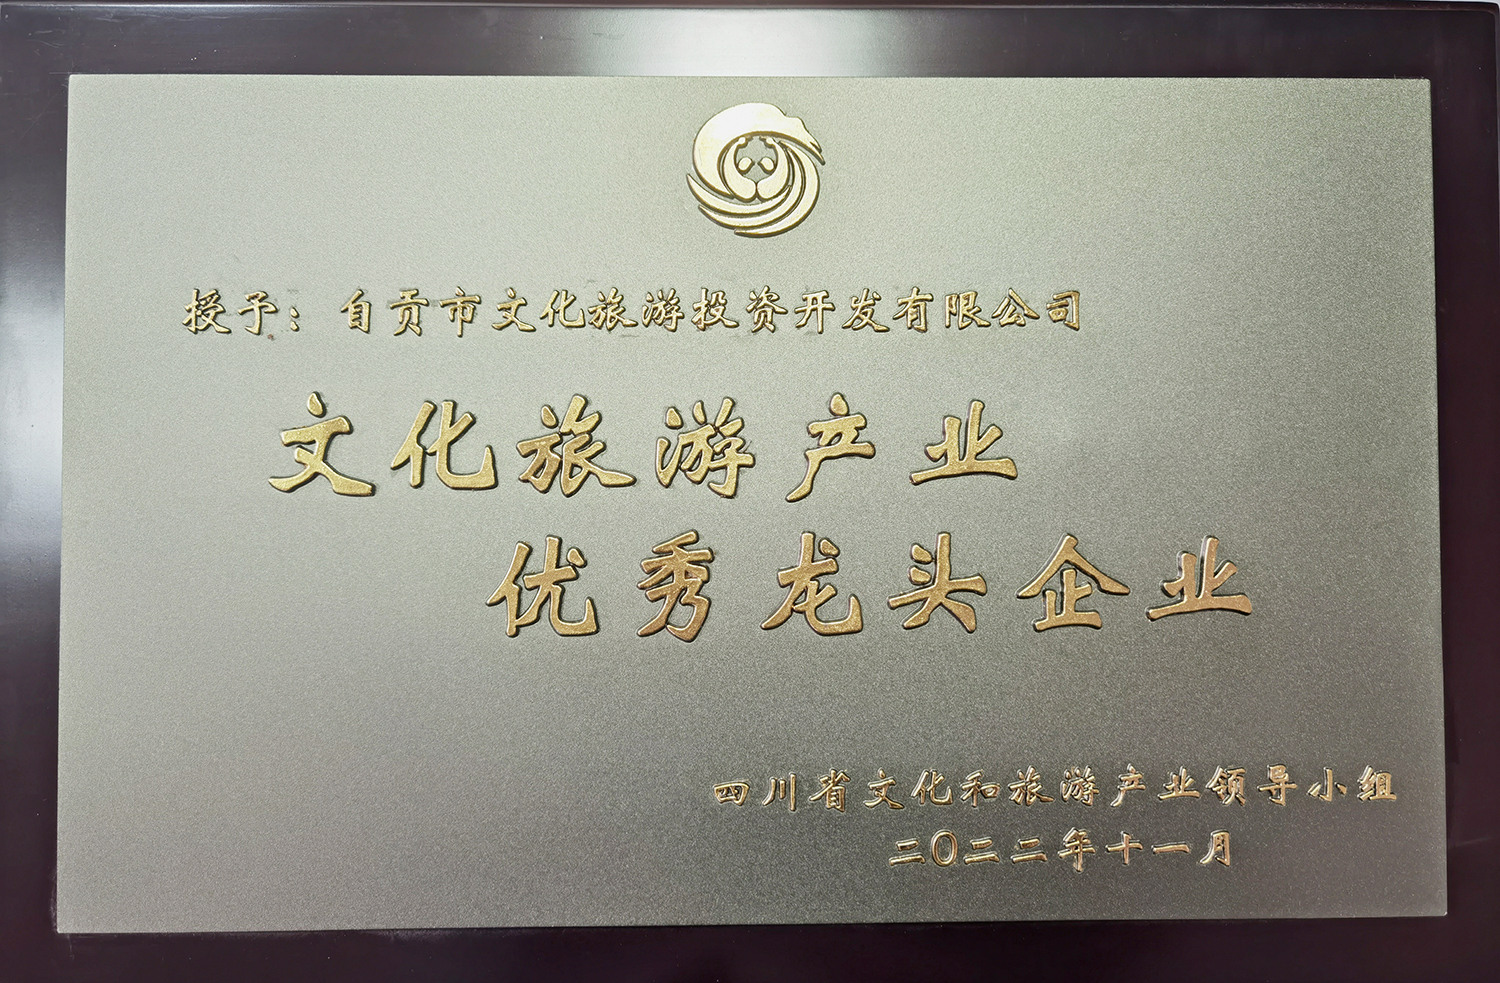 授予：自贡市文化旅游投资开发有限公司
文化旅游产业
优秀龙头企业
四川省文化和旅游产业领导小组
二〇二二年十一月